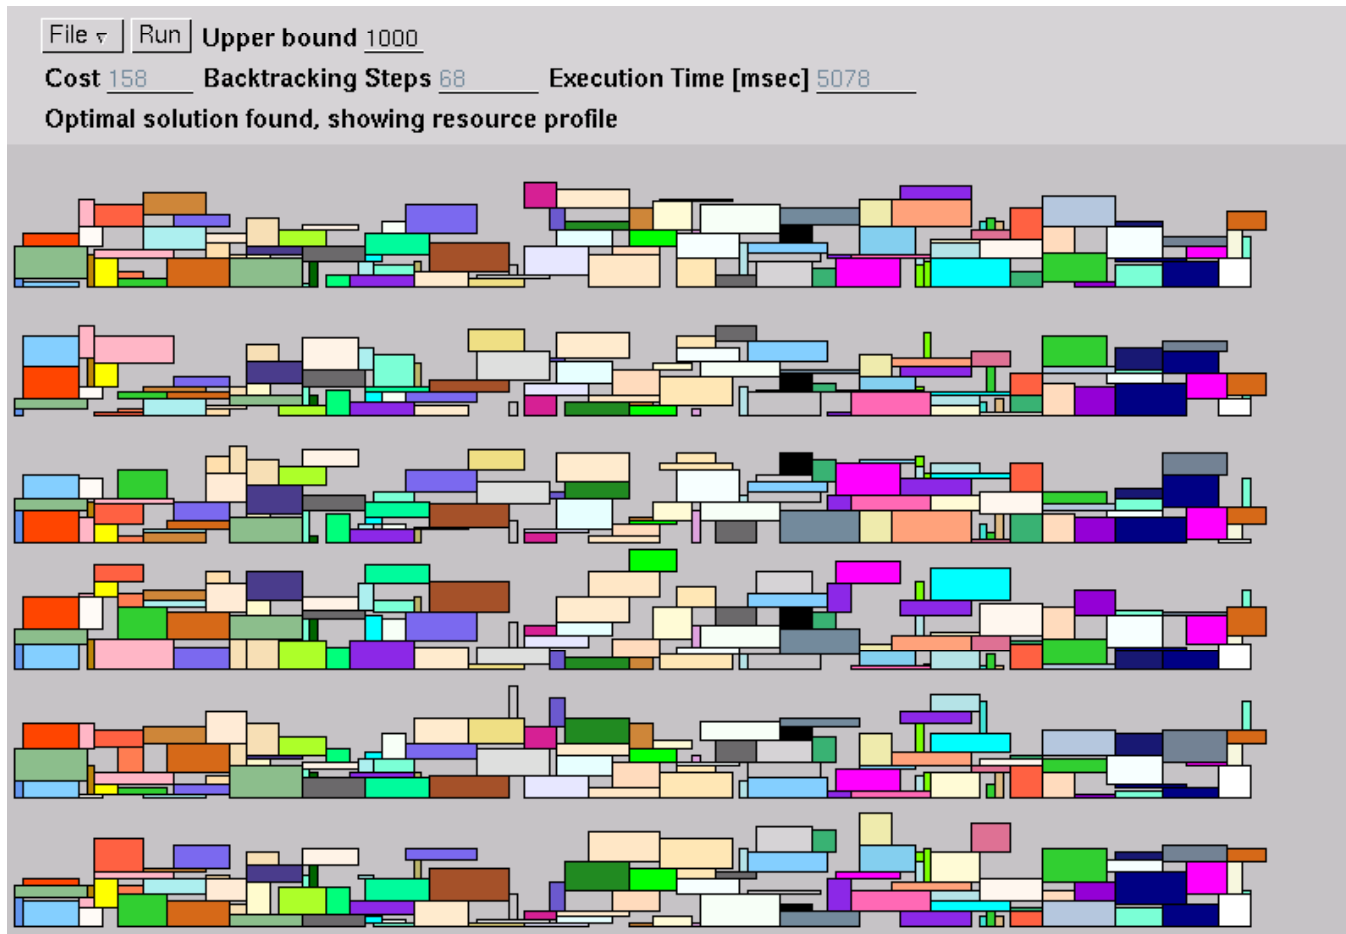 File ▿ Run Upper bound 1000
Cost 158 Backtracking Steps 68 Execution Time [msec] 5078
Optimal solution found, showing resource profile